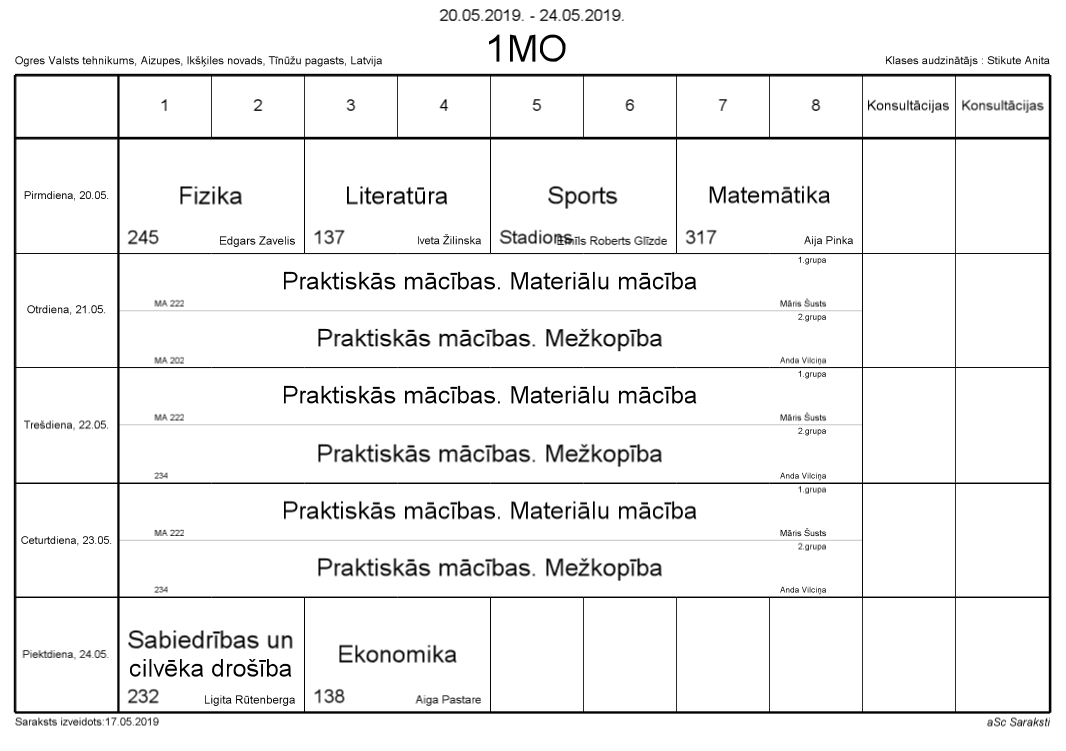 20.05.2019. - 24.05.2019.
1MO
Ogres Valsts tehnikums, Aizupes, Ikšķiles novads, Tīnūžu pagasts, Latvija
Klases audzinātājs : Stikute Anita
1 2 3 4 5 6 7 8 Konsultācijas Konsultācijas
Pirmdiena, 20.05.
Fizika
245 Edgars Zavelis
Literatūra
137 Iveta Žilinska
Sports
Stadions Emīls Roberts Glīzde
Matemātika
317 Aija Pinka
Otrdiena, 21.05.
1.grupa
Praktiskās mācības. Materiālu mācība
MA 222 Māris Šusts
2.grupa
Praktiskās mācības. Mežkopība
MA 202 Anda Vilciņa
Trešdiena, 22.05.
1.grupa
Praktiskās mācības. Materiālu mācība
MA 222 Māris Šusts
2.grupa
Praktiskās mācības. Mežkopība
234 Anda Vilciņa
Ceturtdiena, 23.05.
1.grupa
Praktiskās mācības. Materiālu mācība
MA 222 Māris Šusts
2.grupa
Praktiskās mācības. Mežkopība
234 Anda Vilciņa
Piektdiena, 24.05.
Sabiedrības un
cilvēka drošība
232 Ligita Rūtenberga
Ekonomika
138 Aiga Pastare
Saraksts izveidots:17.05.2019
aSc Saraksti